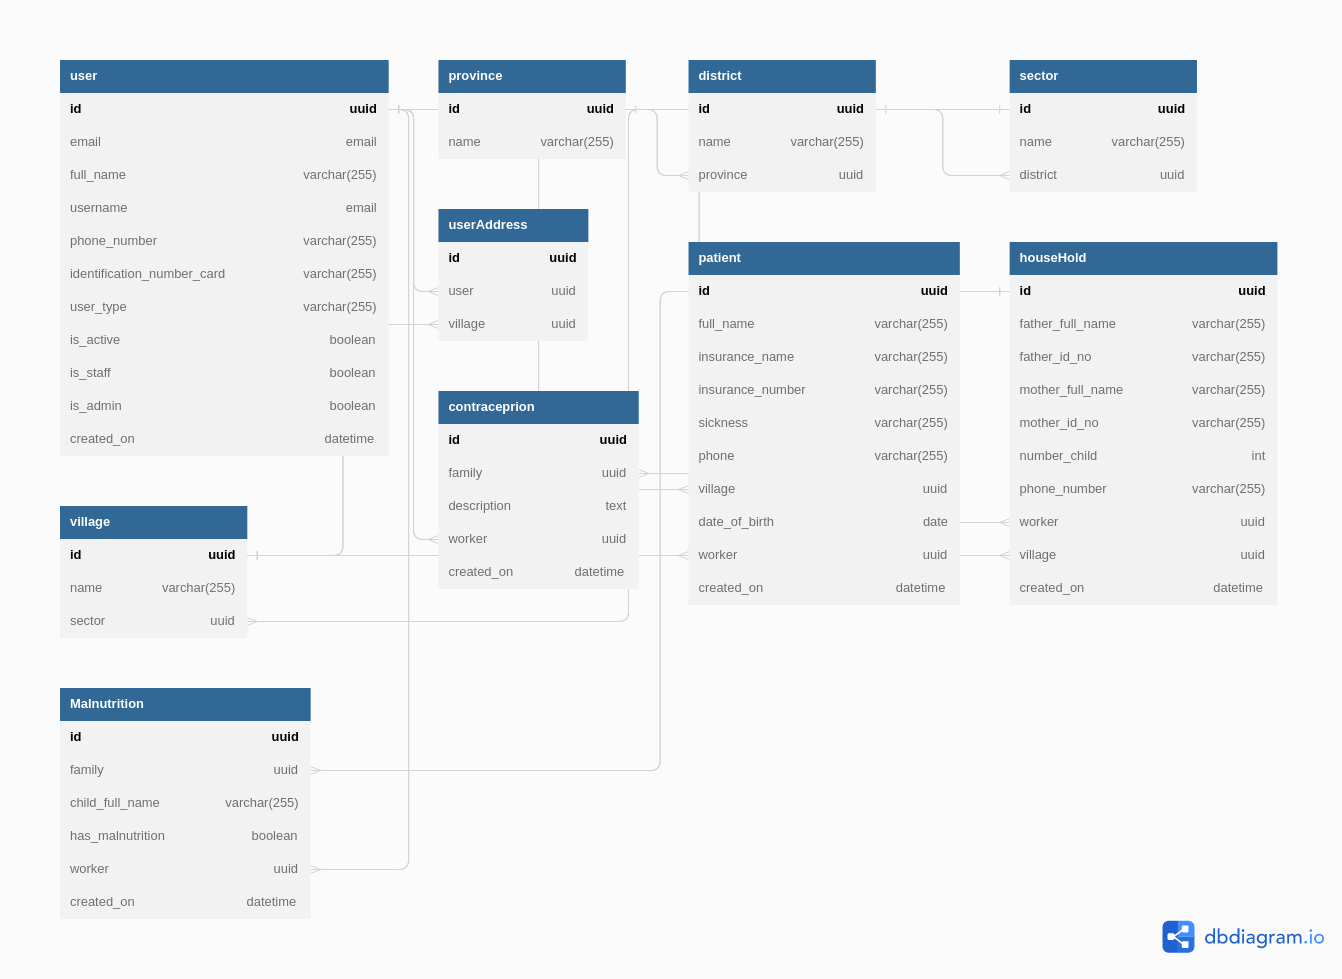 user
id uuid
email email
full_name varchar(255)
username email
phone_number varchar(255)
identification_number_card varchar(255)
user_type varchar(255)
is_active boolean
is_staff boolean
is_admin boolean
created_on datetime
province
id uuid
name varchar(255)
district
id uuid
name varchar(255)
province uuid
sector
id uuid
name varchar(255)
district uuid
userAddress
id uuid
user uuid
village uuid
patient
id uuid
full_name varchar(255)
insurance_name varchar(255)
insurance_number varchar(255)
sickness varchar(255)
phone varchar(255)
village uuid
date_of_birth date
worker uuid
created_on datetime
houseHold
id uuid
father_full_name varchar(255)
father_id_no varchar(255)
mother_full_name varchar(255)
mother_id_no varchar(255)
number_child int
phone_number varchar(255)
worker uuid
village uuid
created_on datetime
contraceprion
id uuid
family uuid
description text
worker uuid
created_on datetime
village
id uuid
name varchar(255)
sector uuid
Malnutrition
id uuid
family uuid
child_full_name varchar(255)
has_malnutrition boolean
worker uuid
created_on datetime
dbdiagram.io